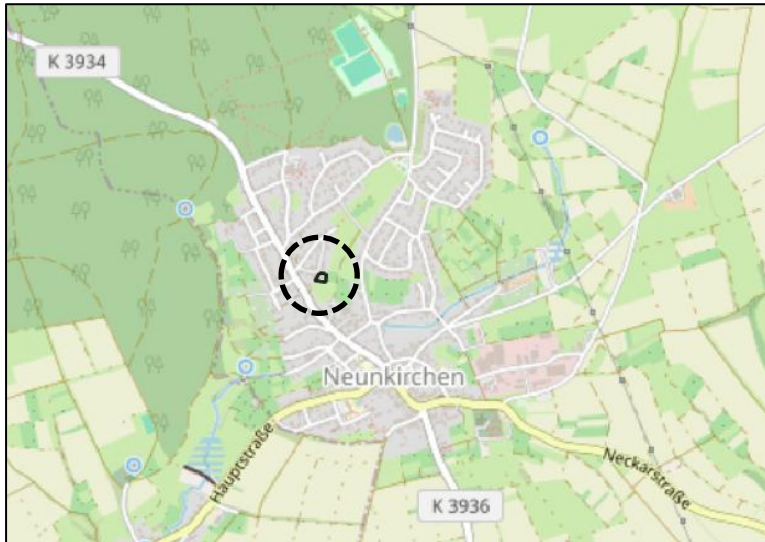 K 3934
Neunkirchen
Hauptstraße
Neckarstraße
K 3936